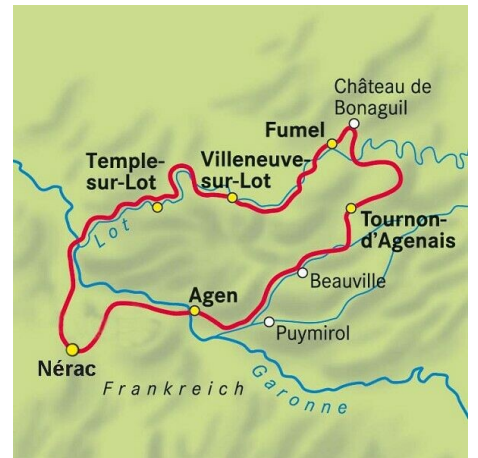 Château de
Bonaguil
Fumel
Temple-
sur-Lot
Villeneuve-
sur-Lot
Lot
Tournon-
d'Agenais
Beauville
Agen
Puymirol
Nérac
Frankreich
Garonne